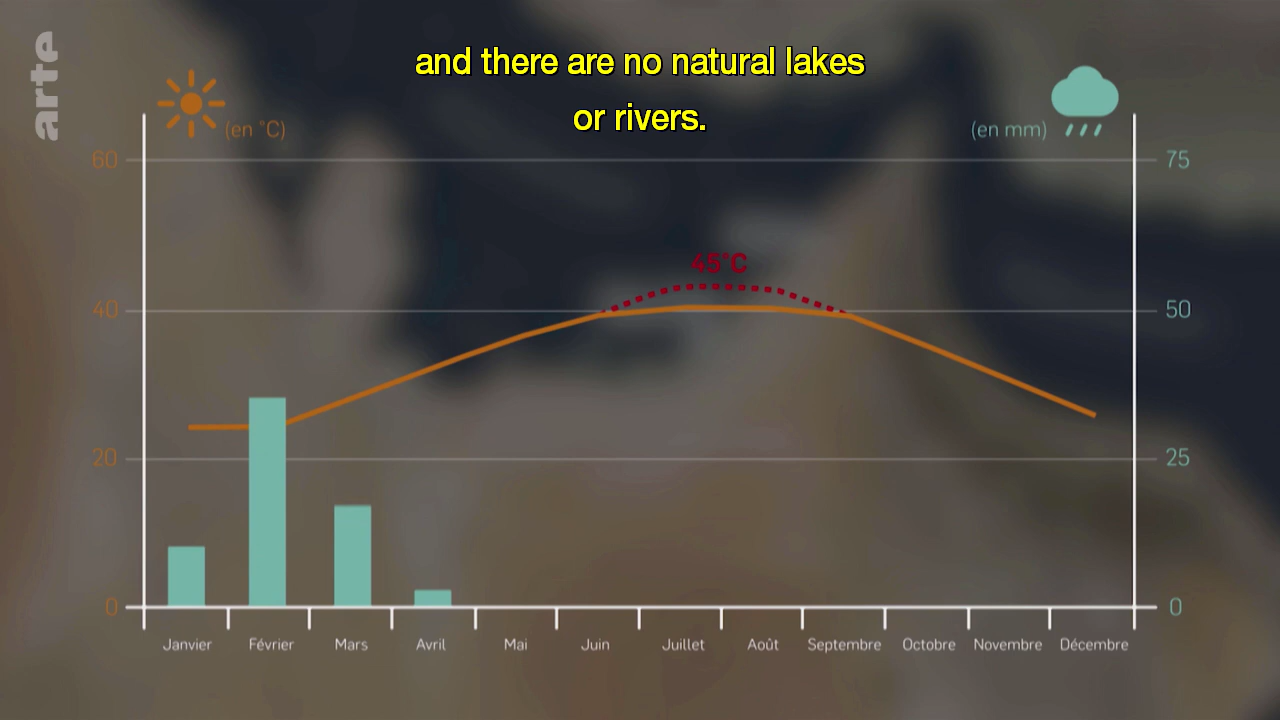 arte
and there are no natural lakes
or rivers.
(en °C)
(en mm)
60
75
45°C
40
50
20
25
0
0
Janvier Février Mars Avril Mai Juin Juillet Août Septembre Octobre Novembre Décembre